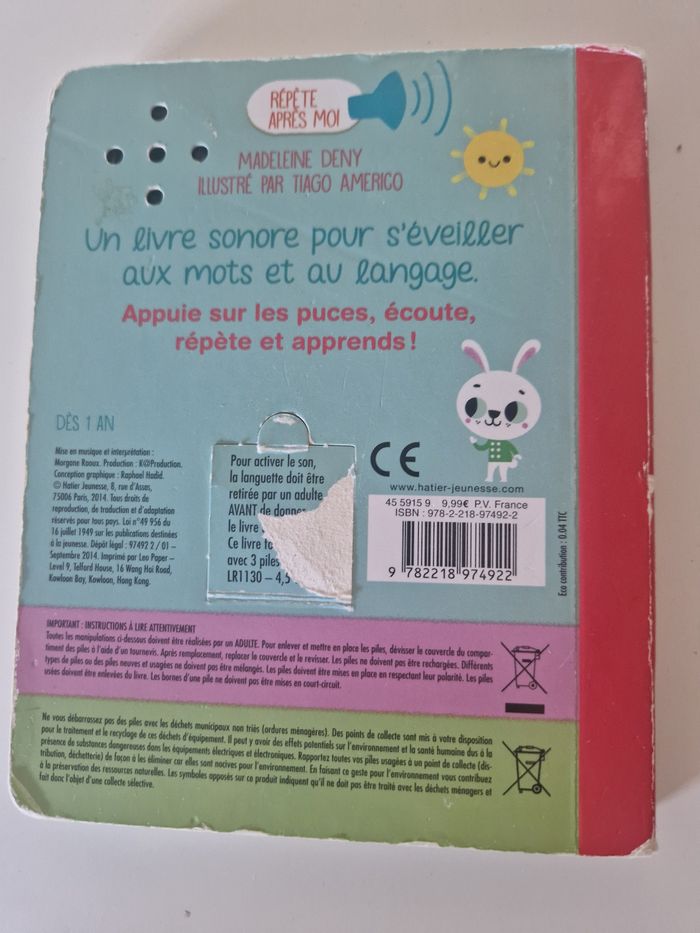 RÉPÈTE
APRÈS MOI
MADELEINE DENY
ILLUSTRÉ PAR TIAGO AMERICO
Un livre sonore pour s'éveiller
aux mots et au langage.
Appuie sur les puces, écoute,
répète et apprends !
DÈS 1 AN
Mise en musique et interprétation :
Morgane Raoux. Production : K©Production.
Conception graphique : Raphael Hadid.
© Hatier Jeunesse, 8, rue d'Assas,
75006 Paris, 2014. Tous droits de
reproduction, de traduction et d'adaptation
réservés pour tous pays. Loi n°49 956 du
16 juillet 1949 sur les publications destinées
à la jeunesse. Dépôt légal : 97492 2 / 01 –
Septembre 2014. Imprimé par Leo Paper –
Level 9, Telford House, 16 Wang Hoi Road,
Kowloon Bay, Kowloon, Hong Kong.
Pour activer le son,
la languette doit être
retirée par un adulte
AVANT de donner
le livre
Ce livre
avec 3 piles
LR1130 – 4,5
CE
www.hatier-jeunesse.com
45 5915 9 9,99€ P.V. France
ISBN : 978-2-218-97492-2
9 782218 974922
Eco contribution : 0.04 TTC
IMPORTANT : INSTRUCTIONS À LIRE ATTENTIVEMENT
Toutes les manipulations ci-dessous doivent être réalisées par un ADULTE. Pour enlever et mettre en place les piles, dévisser le couvercle du compar-
timent des piles à l'aide d'un tournevis. Après remplacement, replacer le couvercle et le revisser. Les piles ne doivent pas être rechargées. Différents
types de piles ou des piles neuves et usagées ne doivent pas être mélangés. Les piles doivent être mises en place en respectant leur polarité. Les piles
usées doivent être enlevées du livre. Les bornes d'une pile ne doivent pas être mises en court-circuit.
Ne vous débarrassez pas des piles avec les déchets municipaux non triés (ordures ménagères). Des points de collecte sont mis à votre disposition
pour le traitement et le recyclage de ces déchets d'équipement. Il peut y avoir des effets potentiels sur l'environnement et la santé humaine dus à la
présence de substances dangereuses dans les équipements électriques et électroniques. Rapportez toutes vos piles usagées à un point de collecte (dis-
tribution, déchetterie) de façon à les éliminer car elles sont nocives pour l'environnement. En faisant ce geste pour l'environnement vous contribuez
à la préservation des ressources naturelles. Les symboles apposés sur ce produit indiquent qu'il ne doit pas être traité avec les déchets ménagers et
fait donc l'objet d'une collecte sélective.